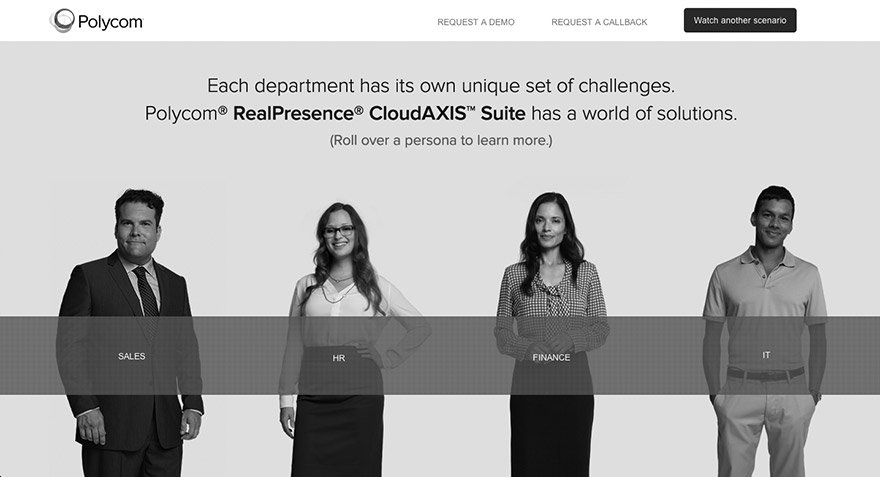 Polycom
REQUEST A DEMO
REQUEST A CALLBACK
Watch another scenario
Each department has its own unique set of challenges.
Polycom® RealPresence® CloudAXIS™ Suite has a world of solutions.
(Roll over a persona to learn more.)
SALES
HR
FINANCE
IT